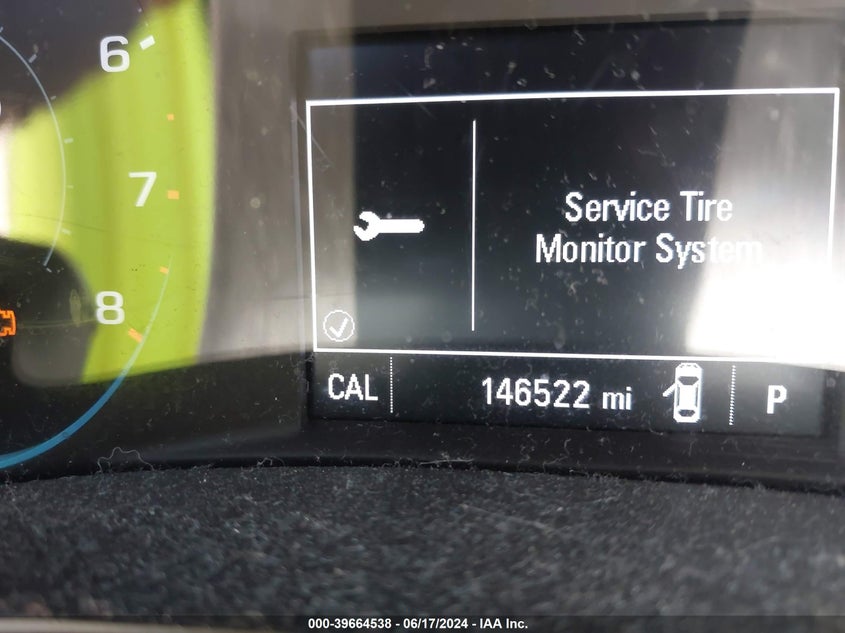 6
7
8
Service Tire
Monitor System
CAL
146522 mi
P
000-39664538 - 06/17/2024 - IAA Inc.